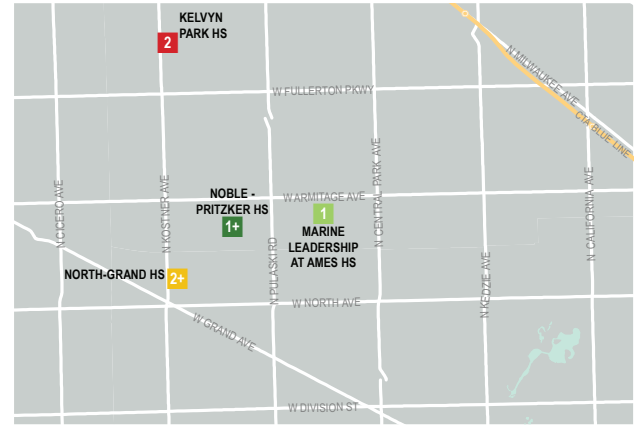 KELVYN
PARK HS
2
N MILWAUKEE AVE
CTA BLUE LINE
W FULLERTON PKWY
N CICERO AVE
N KOSTNER AVE
NOBLE -
PRITZKER HS
1+
W ARMITAGE AVE
1
MARINE
LEADERSHIP
AT AMES HS
N PULASKI RD
N CENTRAL PARK AVE
N KEDZIE AVE
N CALIFORNIA AVE
NORTH-GRAND HS
2+
W NORTH AVE
W GRAND AVE
W DIVISION ST